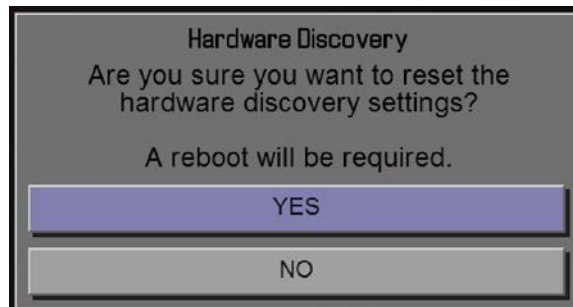 Hardware Discovery
Are you sure you want to reset the
hardware discovery settings?
A reboot will be required.
YES
NO